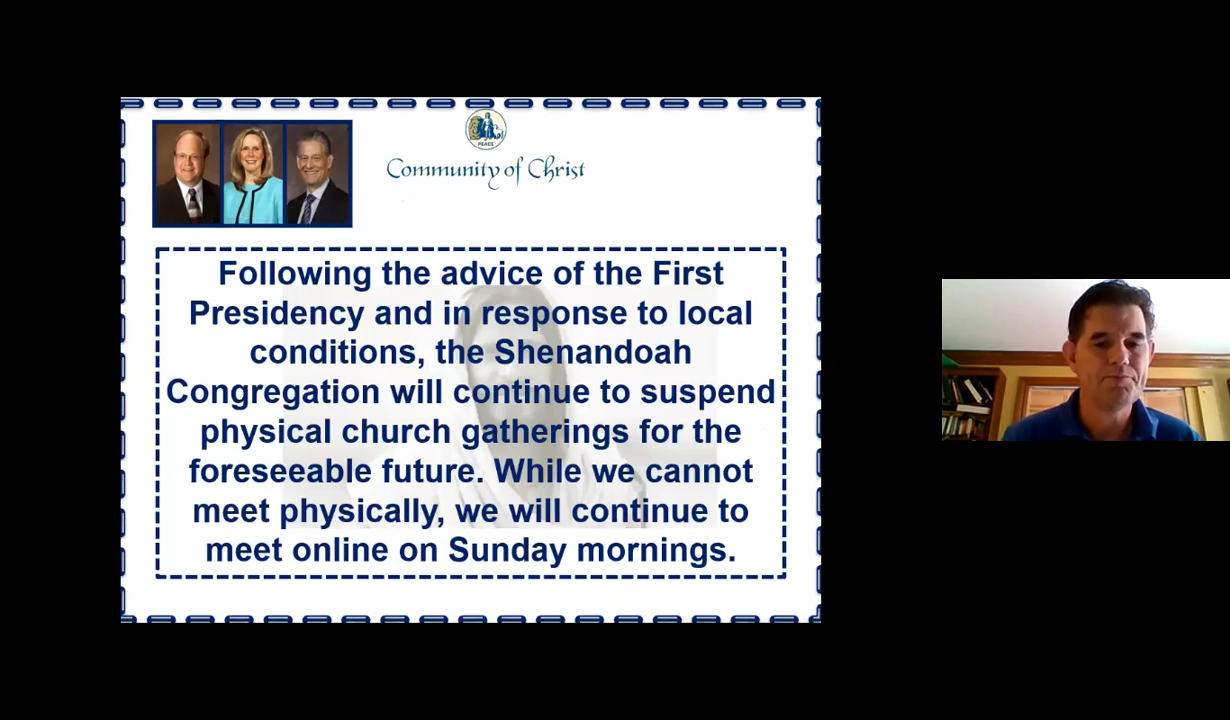 PEACE
Community of Christ
Following the advice of the First
Presidency and in response to local
conditions, the Shenandoah
Congregation will continue to suspend
physical church gatherings for the
foreseeable future. While we cannot
meet physically, we will continue to
meet online on Sunday mornings.